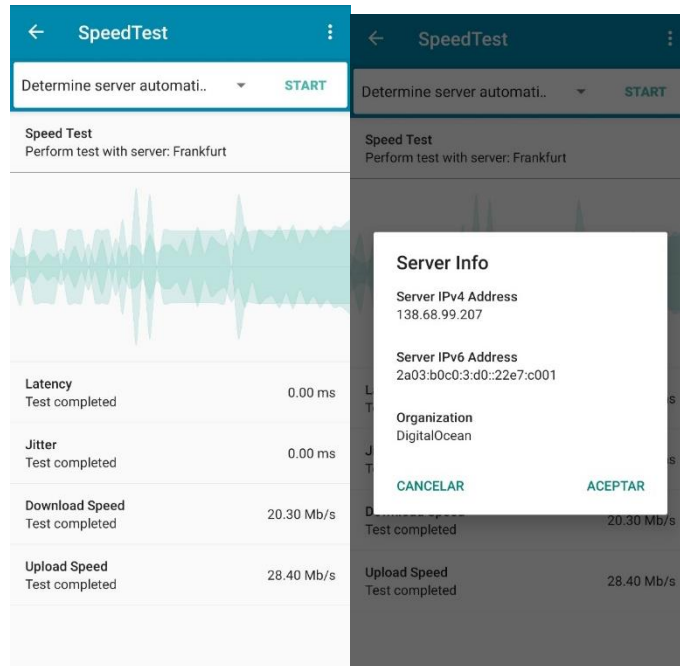 SpeedTest
Determine server automati..
START
Speed Test
Perform test with server: Frankfurt
Latency
Test completed
0.00 ms
Jitter
Test completed
0.00 ms
Download Speed
Test completed
20.30 Mb/s
Upload Speed
Test completed
28.40 Mb/s
SpeedTest
Determine server automati..
START
Speed Test
Perform test with server: Frankfurt
Server Info
Server IPv4 Address
138.68.99.207
Server IPv6 Address
2a03:b0c0:3:d0::22e7:c001
Organization
DigitalOcean
CANCELAR
ACEPTAR
Test completed
20.30 Mb/s
Upload Speed
Test completed
28.40 Mb/s